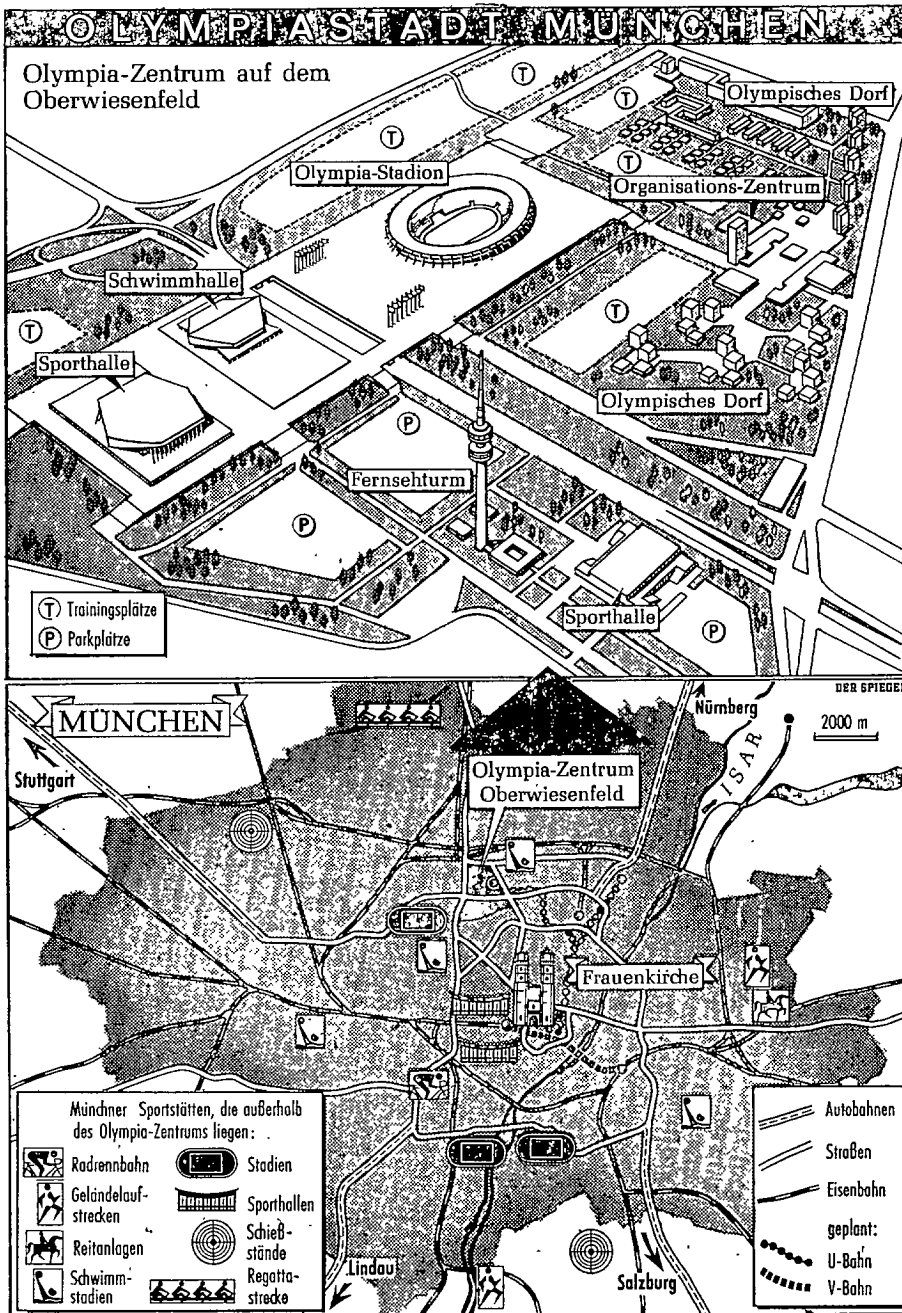 OLYMPIASTADT MÜNCHEN
Olympia-Zentrum auf dem
Oberwiesenfeld
T
T
Olympisches Dorf
T
T
Olympia-Stadion
Organisations-Zentrum
Schwimmhalle
T
T
Sporthalle
Olympisches Dorf
P
Fernsehturm
P
T Trainingsplätze
P Parkplätze
Sporthalle
P
MÜNCHEN
DER SPIEGEL
Nürnberg
2000 m
ISAR
Stuttgart
Olympia-Zentrum
Oberwiesenfeld
Frauenkirche
Münchner Sportstätten, die außerhalb
des Olympia-Zentrums liegen:
Radrennbahn
Stadien
Geländelauf-
strecken
Sporthallen
Reitanlagen
Schieß-
stände
Schwimm-
stadien
Regatta-
strecke
Lindau
Salzburg
Autobahnen
Straßen
Eisenbahn
geplant:
U-Bahn
V-Bahn